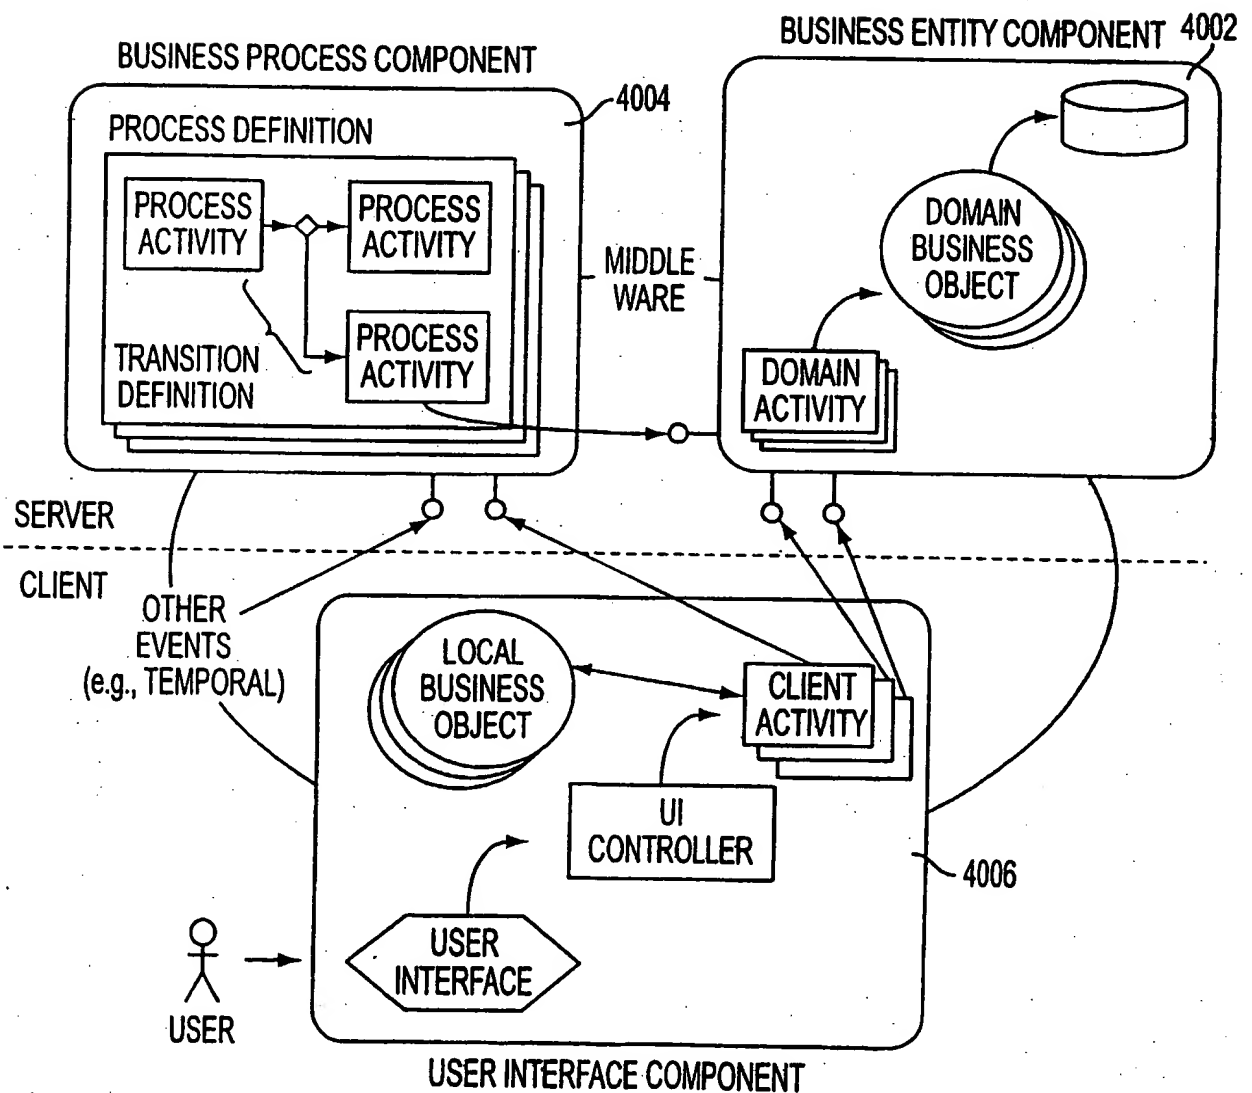 BUSINESS PROCESS COMPONENT
BUSINESS ENTITY COMPONENT
4002
4004
PROCESS DEFINITION
PROCESS
ACTIVITY
PROCESS
ACTIVITY
PROCESS
ACTIVITY
TRANSITION
DEFINITION
MIDDLE
WARE
DOMAIN
BUSINESS
OBJECT
DOMAIN
ACTIVITY
SERVER
CLIENT
OTHER
EVENTS
(e.g., TEMPORAL)
LOCAL
BUSINESS
OBJECT
CLIENT
ACTIVITY
UI
CONTROLLER
4006
USER
INTERFACE
USER
USER INTERFACE COMPONENT